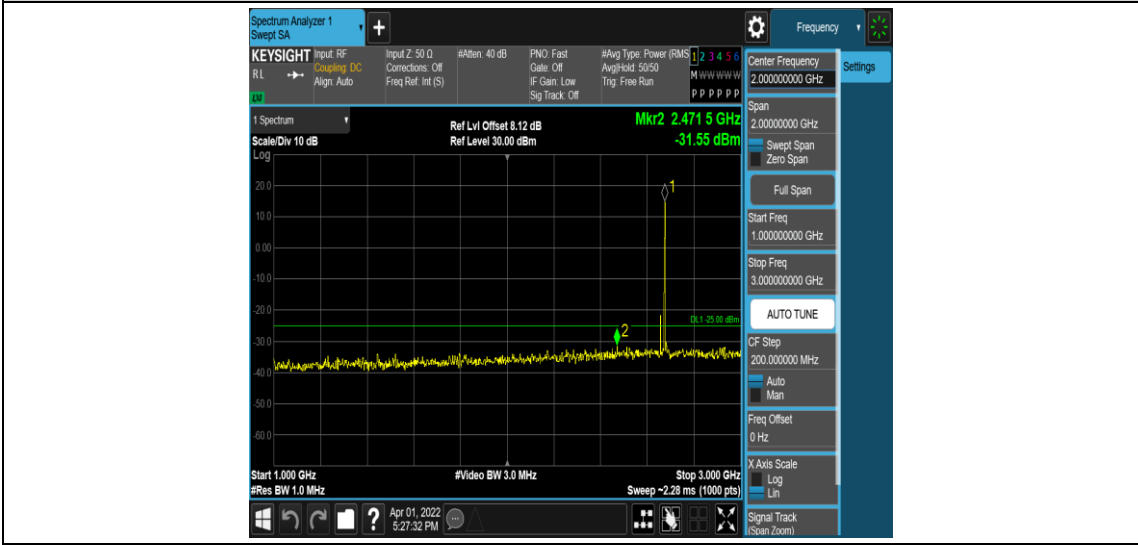 Spectrum Analyzer 1
Swept SA
Frequency
KEYSIGHT
RL
LXI
Input: RF
Coupling: DC
Align: Auto
Input Z: 50 Ω
Corrections: Off
Freq Ref: Int (S)
#Atten: 40 dB
PNO: Fast
Gate: Off
IF Gain: Low
Sig Track: Off
#Avg Type: Power (RMS
Avg|Hold: 50/50
Trig: Free Run
1 2 3 4 5 6
M W W W W W
P P P P P P
1 Spectrum
Scale/Div 10 dB
Log
Ref Lvl Offset 8.12 dB
Ref Level 30.00 dBm
Mkr2 2.471 5 GHz
-31.55 dBm
20.0
10.0
0.00
-10.0
-20.0
-30.0
-40.0
-50.0
-60.0
1
2
DL1 -25.00 dBm
Start 1.000 GHz
#Res BW 1.0 MHz
#Video BW 3.0 MHz
Stop 3.000 GHz
Sweep ~2.28 ms (1000 pts)
?
Apr 01, 2022
5:27:32 PM
Center Frequency
2.000000000 GHz
Span
2.00000000 GHz
Swept Span
Zero Span
Full Span
Start Freq
1.000000000 GHz
Stop Freq
3.000000000 GHz
AUTO TUNE
CF Step
200.000000 MHz
Auto
Man
Freq Offset
0 Hz
X Axis Scale
Log
Lin
Signal Track
(Span Zoom)
Settings